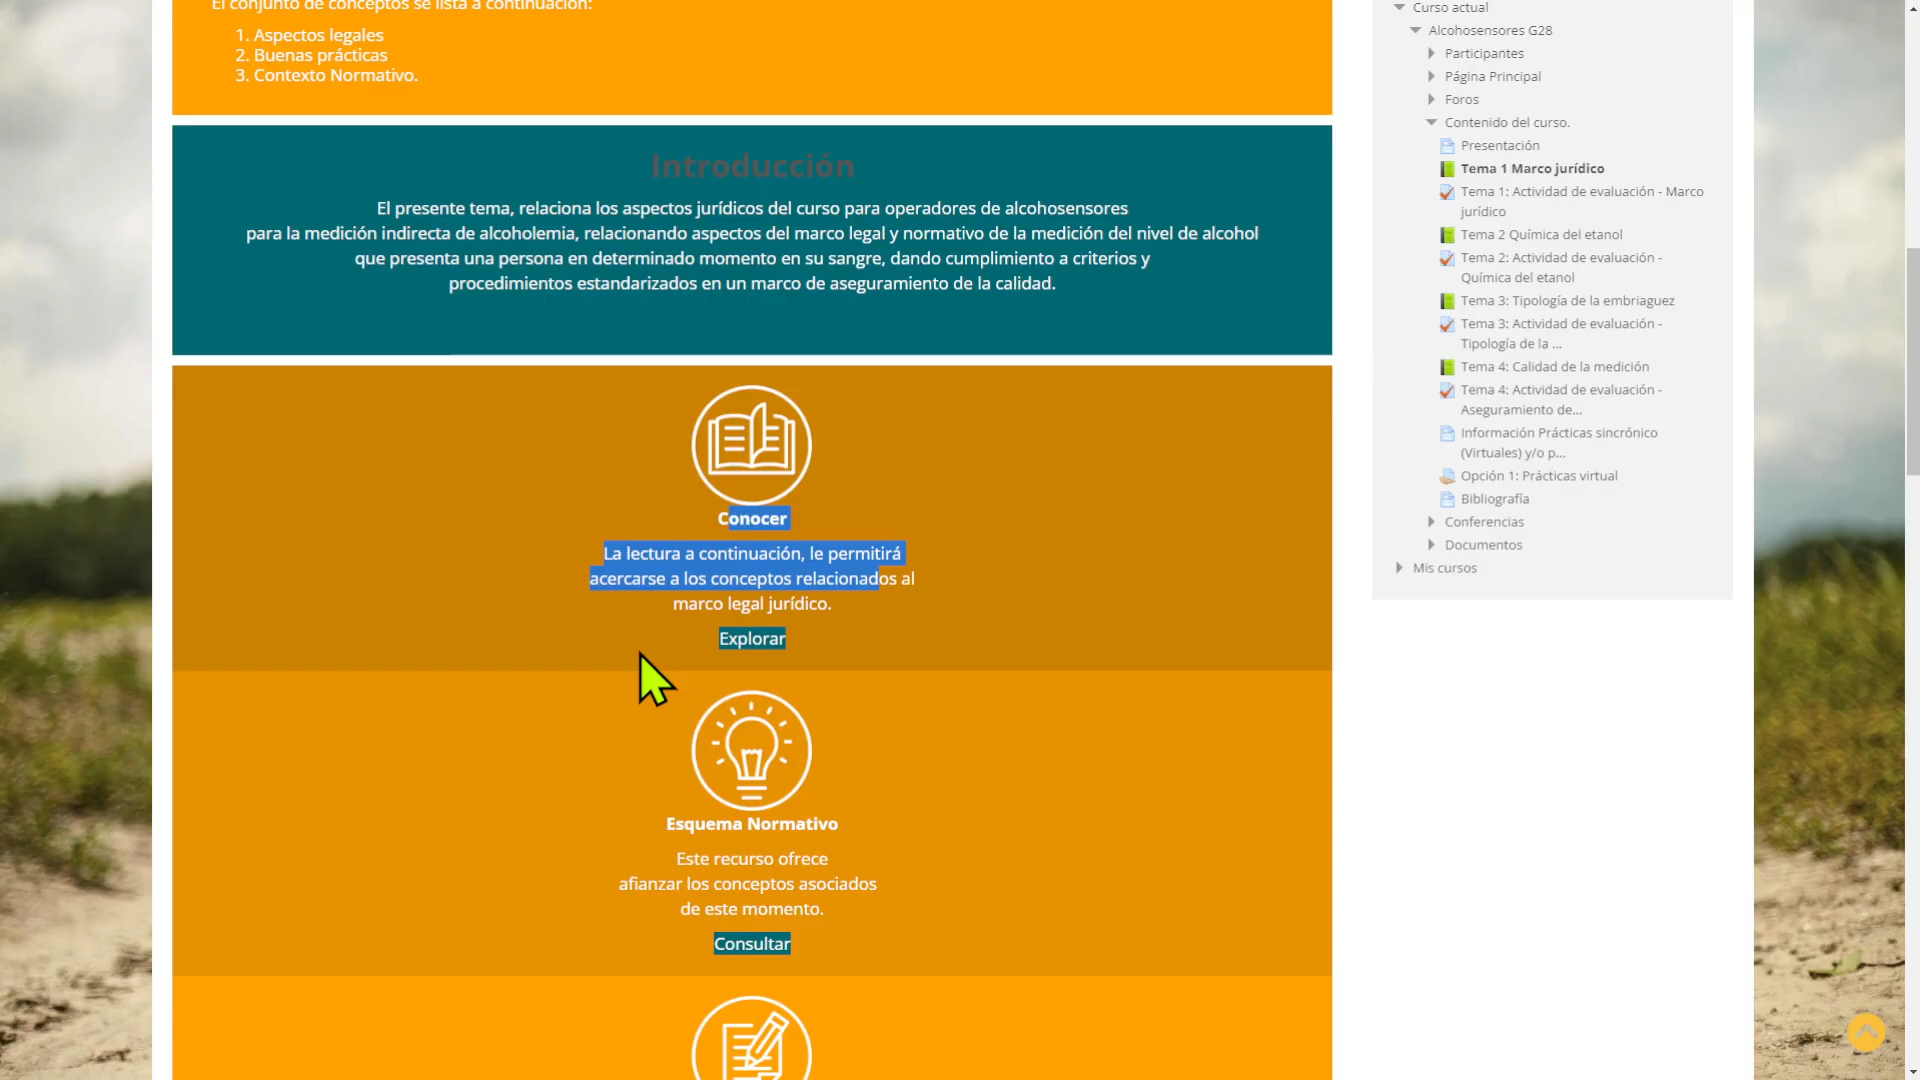 El conjunto de conceptos se lista a continuación:
1. Aspectos legales
2. Buenas prácticas
3. Contexto Normativo.
Introducción
El presente tema, relaciona los aspectos jurídicos del curso para operadores de alcohosensores
para la medición indirecta de alcoholemia, relacionando aspectos del marco legal y normativo de la medición del nivel de alcohol
que presenta una persona en determinado momento en su sangre, dando cumplimiento a criterios y
procedimientos estandarizados en un marco de aseguramiento de la calidad.
Conocer
La lectura a continuación, le permitirá
acercarse a los conceptos relacionados al
marco legal jurídico.
Explorar
Esquema Normativo
Este recurso ofrece
afianzar los conceptos asociados
de este momento.
Consultar
Curso actual
Alcohosensores G28
Participantes
Página Principal
Foros
Contenido del curso.
Presentación
Tema 1 Marco jurídico
Tema 1: Actividad de evaluación - Marco
jurídico
Tema 2 Química del etanol
Tema 2: Actividad de evaluación -
Química del etanol
Tema 3: Tipología de la embriaguez
Tema 3: Actividad de evaluación -
Tipología de la ...
Tema 4: Calidad de la medición
Tema 4: Actividad de evaluación -
Aseguramiento de...
Información Prácticas sincrónico
(Virtuales) y/o p...
Opción 1: Prácticas virtual
Bibliografía
Conferencias
Documentos
Mis cursos